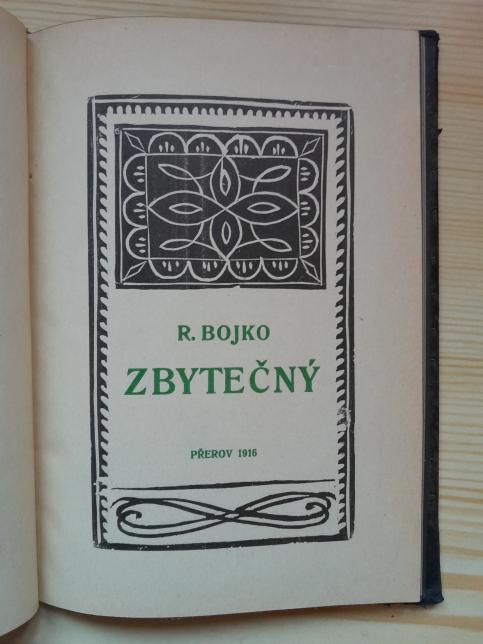 R. BOJKO
ZBYTEČNÝ
PŘEROV 1916